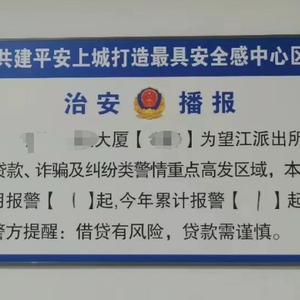 共建平安上城打造最具安全感中心区
治安 播报
大厦【 】为望江派出所
贷款、诈骗及纠纷类警情重点高发区域，本
月报警【 】起，今年累计报警【 】起，
警方提醒：借贷有风险，贷款需谨慎。